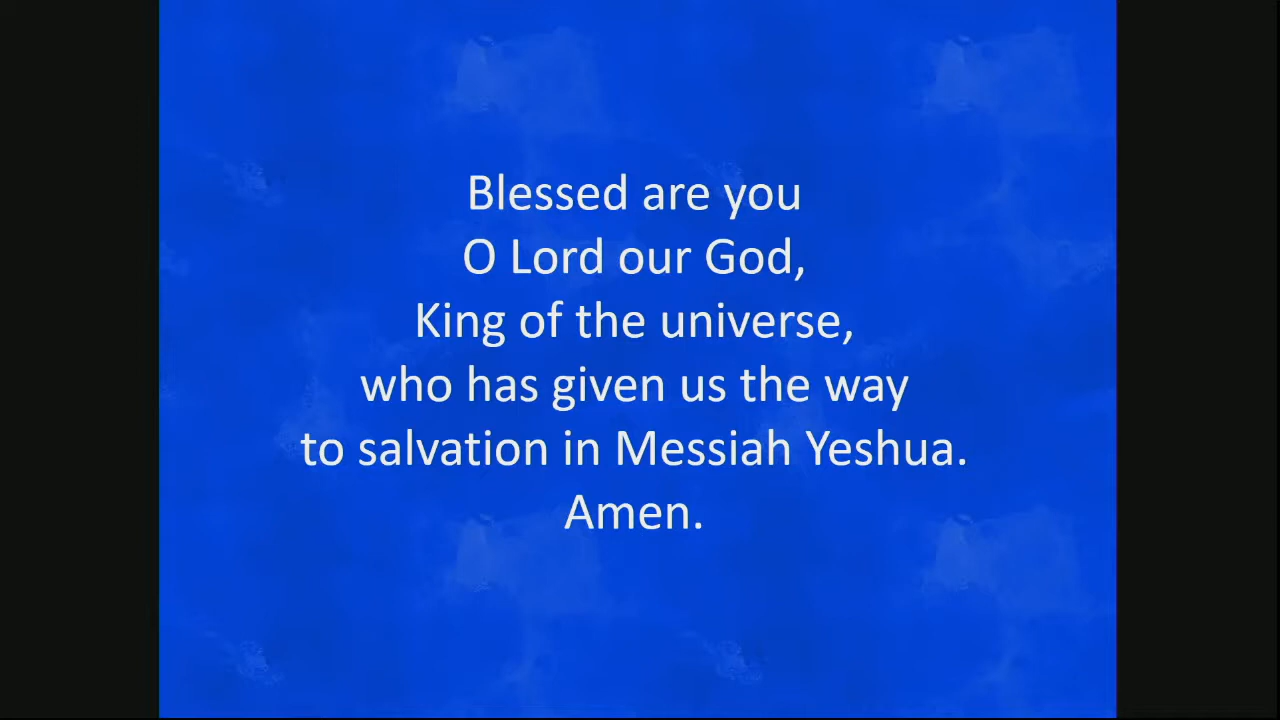 Blessed are you
O Lord our God,
King of the universe,
who has given us the way
to salvation in Messiah Yeshua.
Amen.